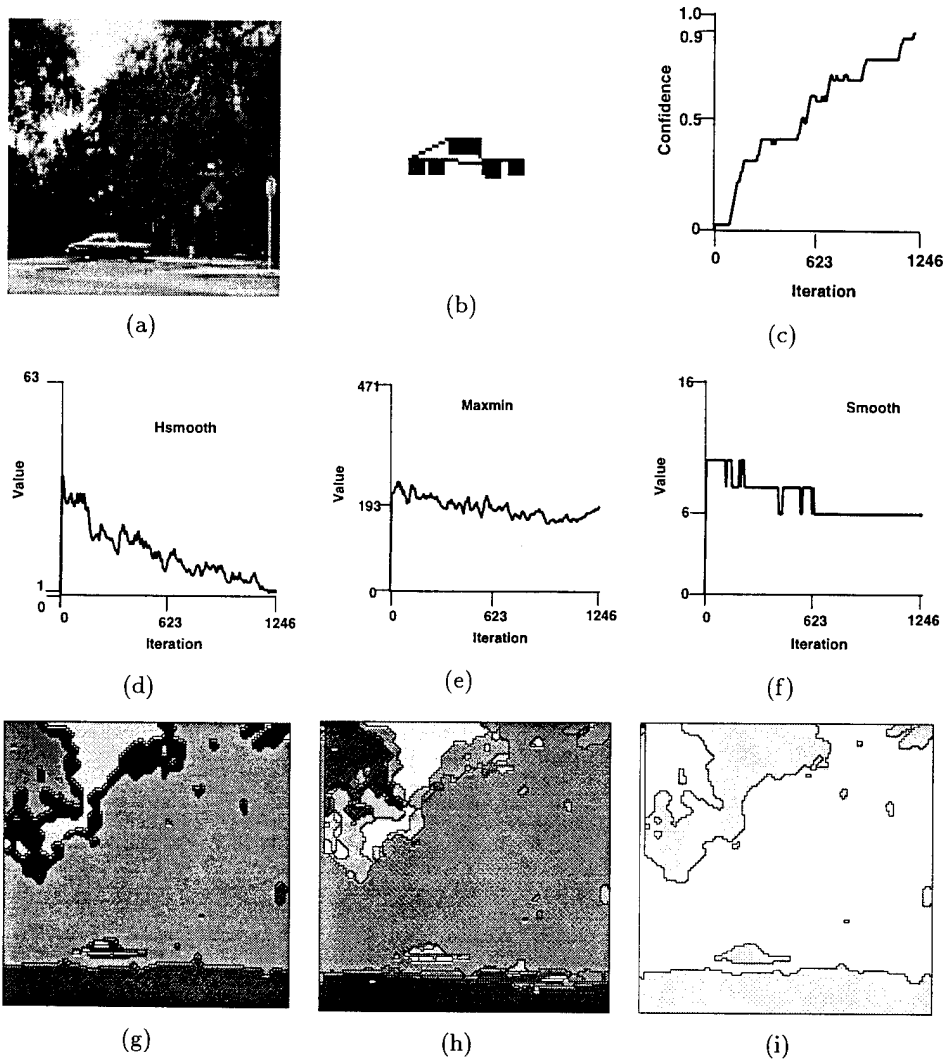 1.0
0.9
0.5
0
Confidence
0 623 1246
Iteration
(a)
(b)
(c)
63
1
0
Value
Hsmooth
0 623 1246
Iteration
(d)
471
193
0
Value
Maxmin
0 623 1246
Iteration
(e)
16
6
0
Value
Smooth
0 623 1246
Iteration
(f)
(g)
(h)
(i)